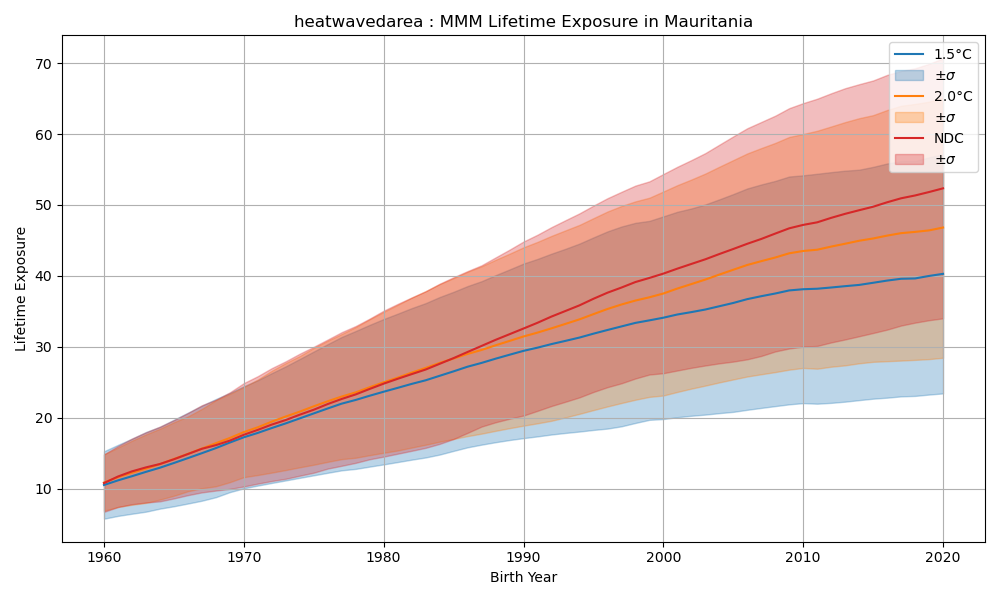 heatwavedarea : MMM Lifetime Exposure in Mauritania
Lifetime Exposure
70
60
50
40
30
20
10
1960
1970
1980
1990
2000
2010
2020
Birth Year
1.5°C
±σ
2.0°C
±σ
NDC
±σ